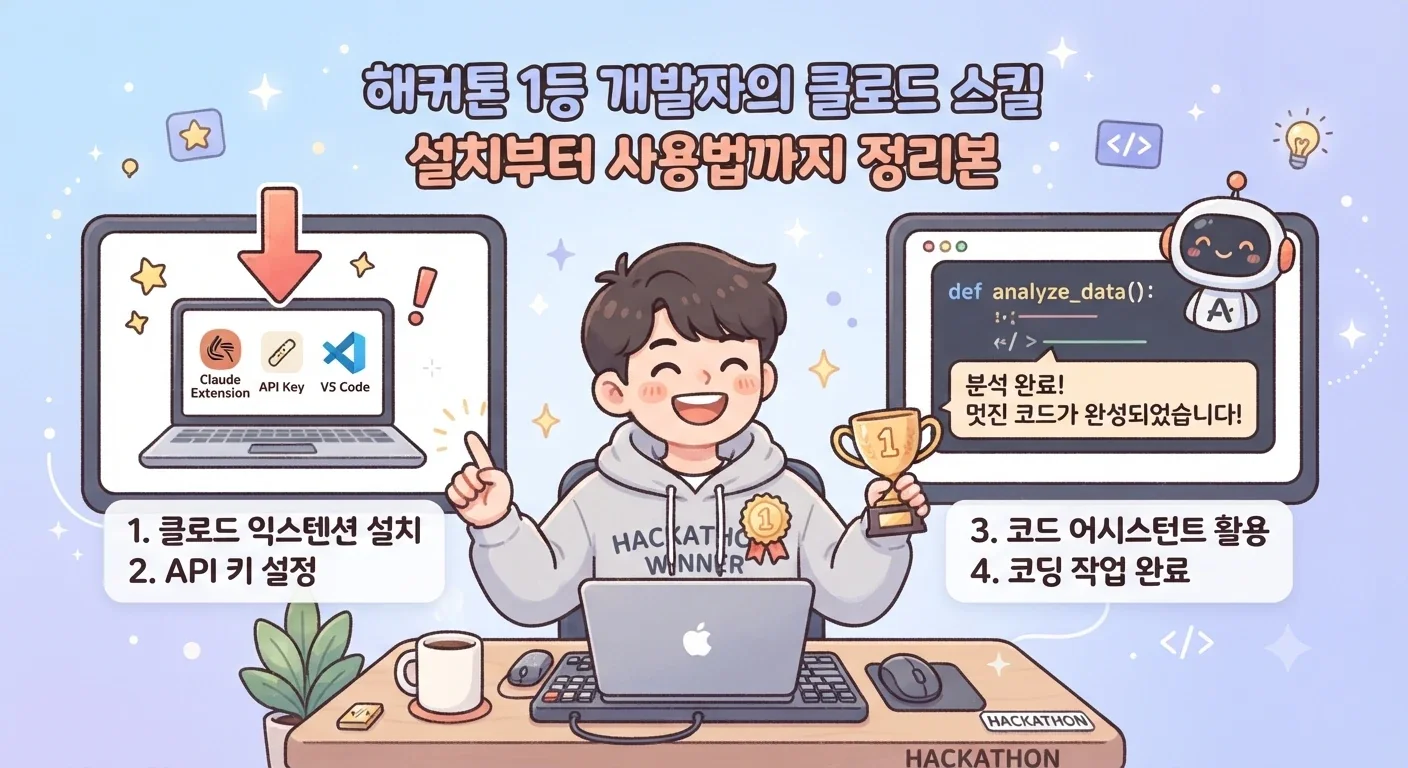 해커톤 1등 개발자의 클로드 스킬
설치부터 사용법까지 정리본
Claude
Extension
API Key
VS Code
1. 클로드 익스텐션 설치
2. API 키 설정
def analyze_data():
</ >
A
분석 완료!
멋진 코드가 완성되었습니다!
3. 코드 어시스턴트 활용
4. 코딩 작업 완료
</>
</>
1
1
HACKATHO
WINNER
HACKATHON
HACKATHON